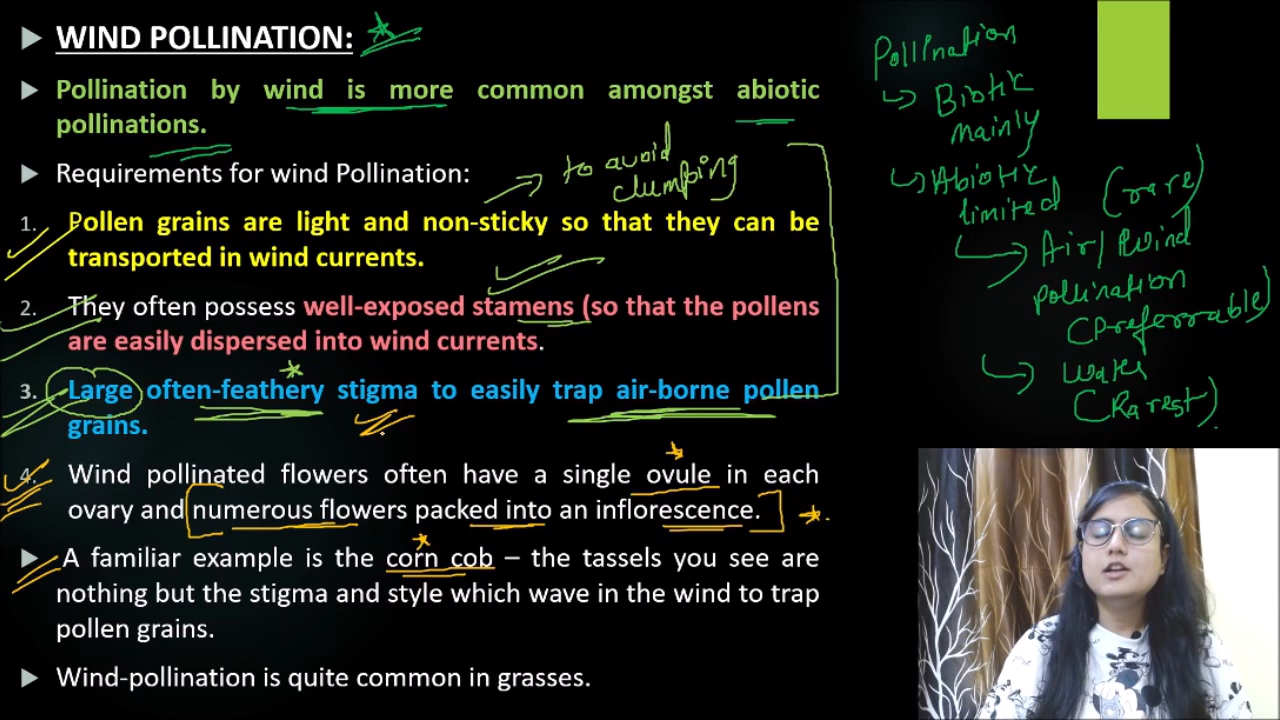 WIND POLLINATION:
Pollination by wind is more common amongst abiotic
pollinations.
Requirements for wind Pollination:
to avoid
clumping
1. Pollen grains are light and non-sticky so that they can be
transported in wind currents.
2. They often possess well-exposed stamens (so that the pollens
are easily dispersed into wind currents.
3. Large often-feathery stigma to easily trap air-borne pollen
grains.
4. Wind pollinated flowers often have a single ovule in each
ovary and numerous flowers packed into an inflorescence.
A familiar example is the corn cob – the tassels you see are
nothing but the stigma and style which wave in the wind to trap
pollen grains.
Wind-pollination is quite common in grasses.
Pollination
Biotic
mainly
Abiotic (rare)
limited
Air/ Wind
pollination
(Preferrable)
Water
(Rarest)